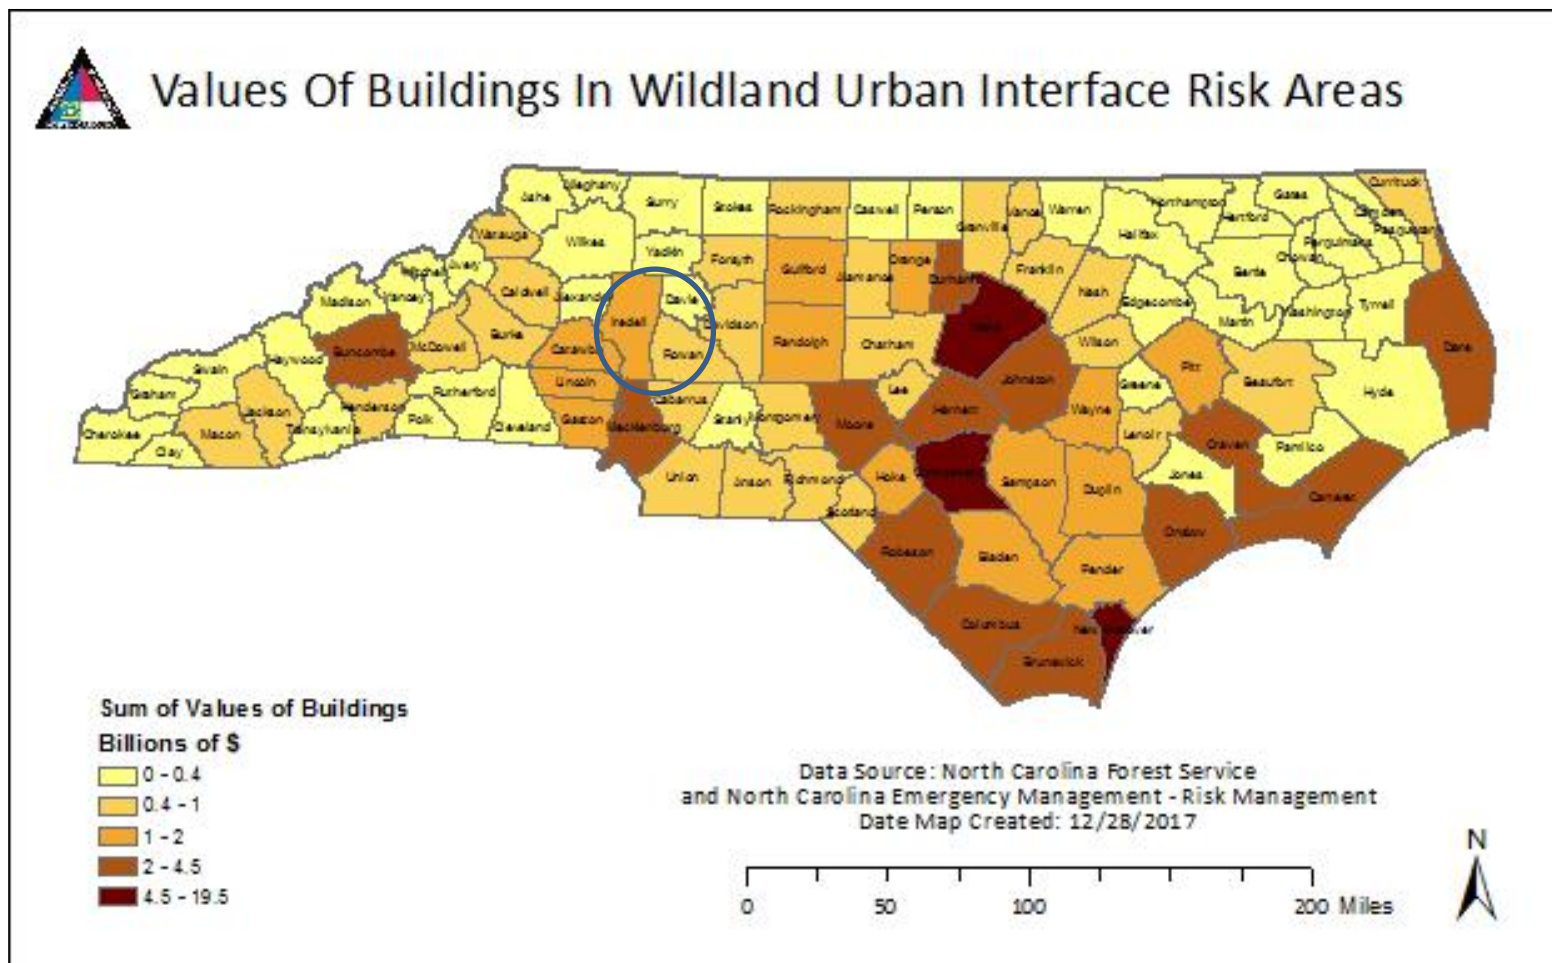 Values Of Buildings In Wildland Urban Interface Risk Areas
Ashe
Alleghany
Surry
Stokes
Rockingham
Caswell
Person
Granville
Vance
Warren
Northampton
Gates
Currituck
Camden
Pasquotank
Hertford
Halifax
Perquimans
Chowan
Watauga
Wilkes
Yadkin
Forsyth
Guilford
Alamance
Orange
Durham
Franklin
Nash
Edgecombe
Bertie
Martin
Washington
Tyrrell
Dare
Mitchell
Avery
Yancey
Madison
Caldwell
Alexander
Iredell
Davie
Davidson
Randolph
Chatham
Wake
Wilson
Haywood
Buncombe
McDowell
Burke
Catawba
Rowan
Johnston
Greene
Pitt
Beaufort
Hyde
Swain
Graham
Jackson
Henderson
Rutherford
Lincoln
Cabarrus
Lee
Harnett
Wayne
Cherokee
Clay
Macon
Transylvania
Polk
Cleveland
Gaston
Mecklenburg
Stanly
Montgomery
Moore
Lenoir
Craven
Pamlico
Union
Anson
Richmond
Scotland
Hoke
Sampson
Duplin
Jones
Carteret
Robeson
Bladen
Pender
Onslow
Columbus
Brunswick
Sum of Values of Buildings
Billions of $
0 - 0.4
0.4 - 1
1 - 2
2 - 4.5
4.5 - 19.5
Data Source: North Carolina Forest Service
and North Carolina Emergency Management - Risk Management
Date Map Created: 12/28/2017
0 50 100 200 Miles
N